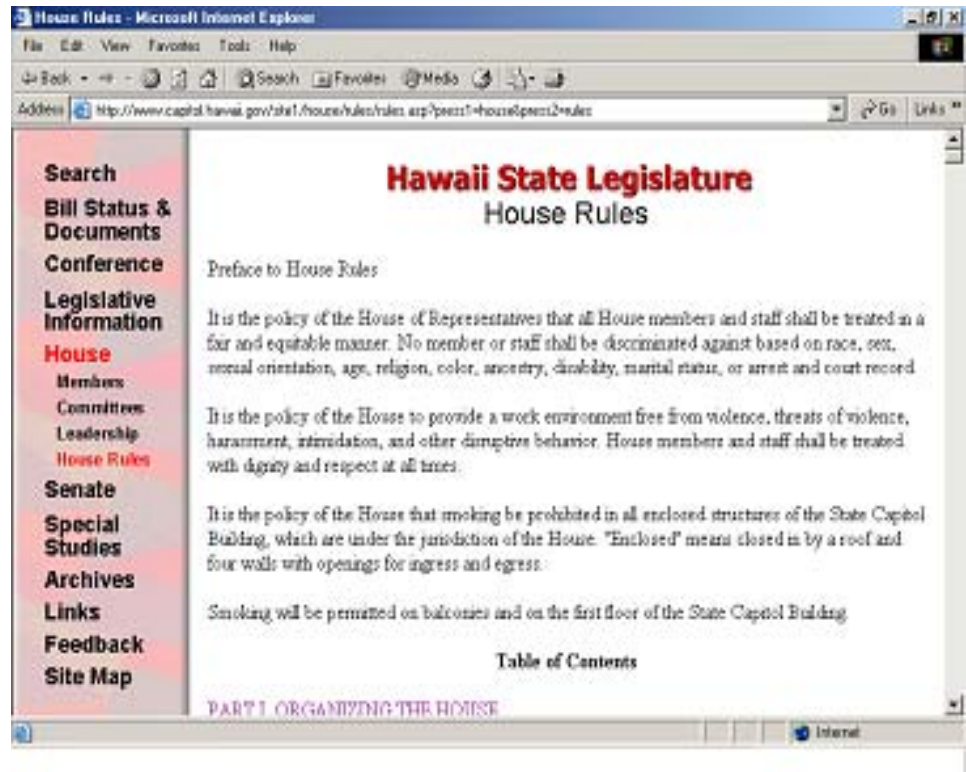 House Rules - Microsoft Internet Explorer
File Edit View Favorites Tools Help
Back Search Favorites Media
Address http://www.capitol.hawaii.gov/site1/house/rules/rules.asp?press1=house&press2=rules Go Links »
Search
Bill Status &
Documents
Conference
Legislative
Information
House
Members
Committees
Leadership
House Rules
Senate
Special
Studies
Archives
Links
Feedback
Site Map
Hawaii State Legislature
House Rules
Preface to House Rules
It is the policy of the House of Representatives that all House members and staff shall be treated in a
fair and equitable manner. No member or staff shall be discriminated against based on race, sex,
sexual orientation, age, religion, color, ancestry, disability, marital status, or arrest and court record
It is the policy of the House to provide a work environment free from violence, threats of violence,
harassment, intimidation, and other disruptive behavior. House members and staff shall be treated
with dignity and respect at all times.
It is the policy of the House that smoking be prohibited in all enclosed structures of the State Capitol
Building, which are under the jurisdiction of the House. "Enclosed" means closed in by a roof and
four walls with openings for ingress and egress.
Smoking will be permitted on balconies and on the first floor of the State Capitol Building.
Table of Contents
PART I. ORGANIZING THE HOUSE
Internet